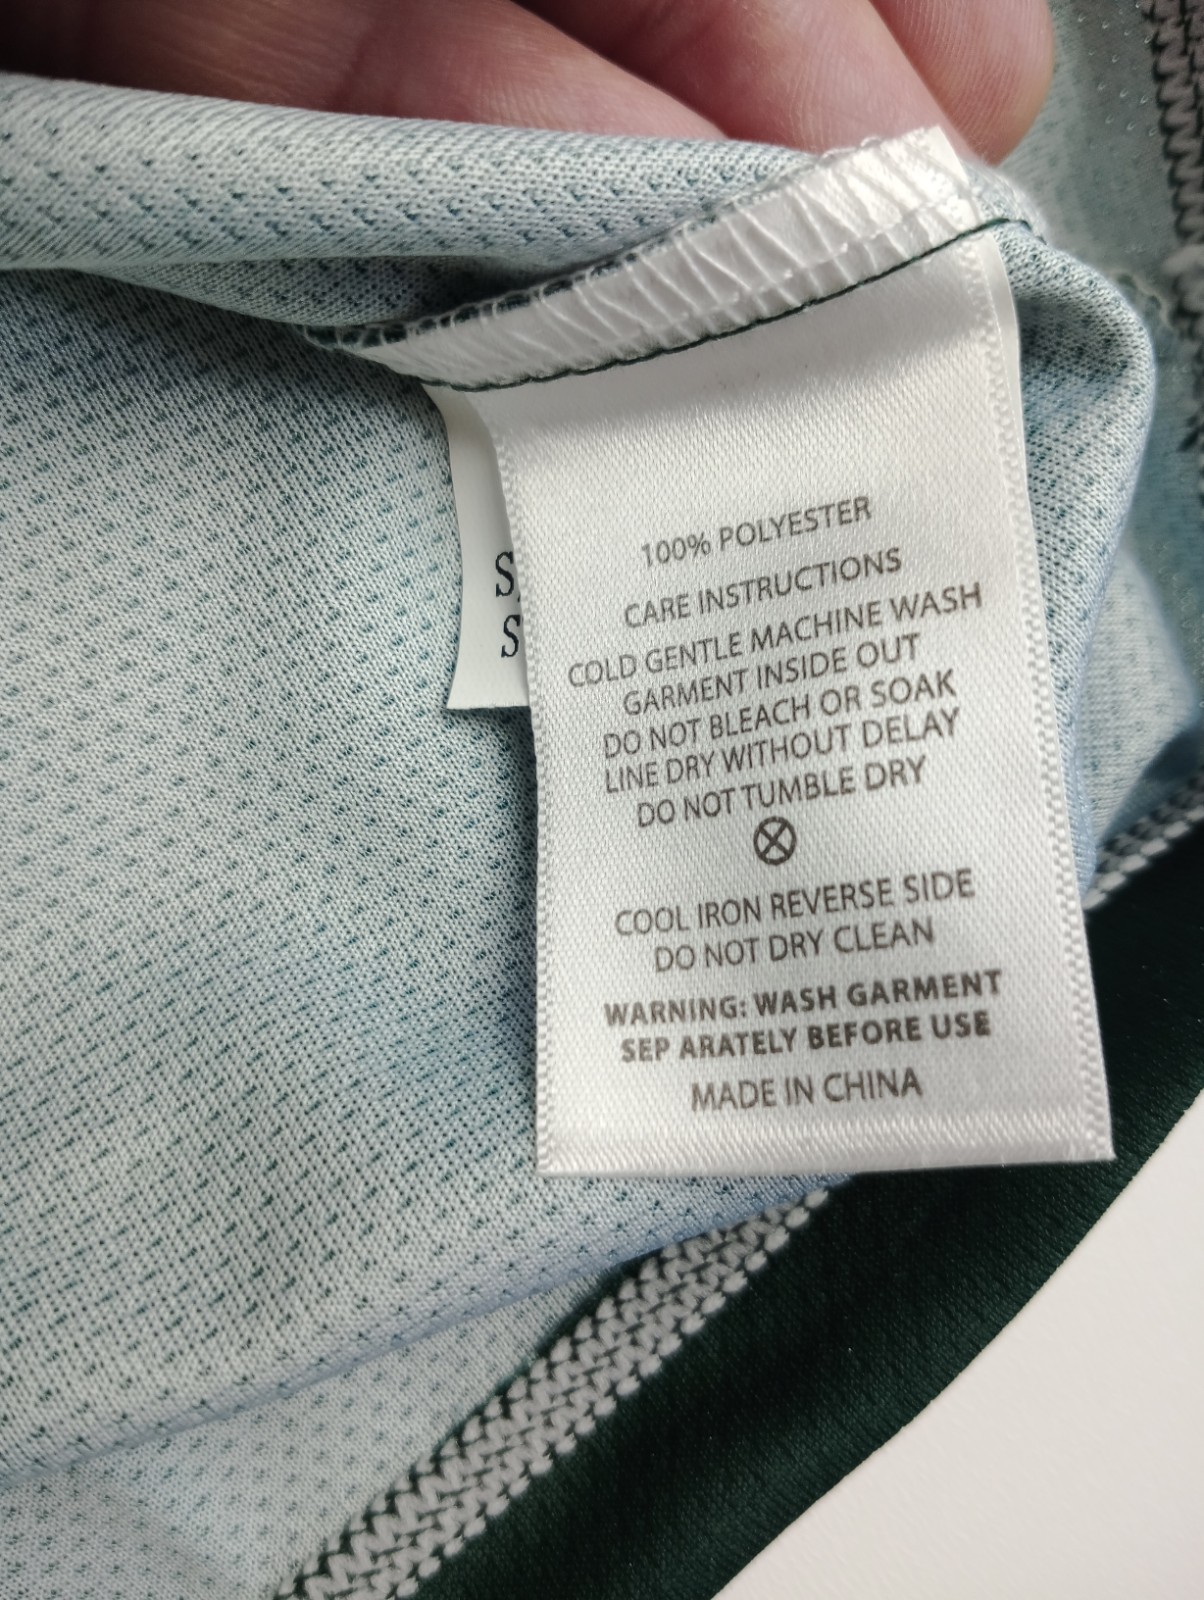 100% POLYESTER
CARE INSTRUCTIONS
COLD GENTLE MACHINE WASH
GARMENT INSIDE OUT
DO NOT BLEACH OR SOAK
LINE DRY WITHOUT DELAY
DO NOT TUMBLE DRY
COOL IRON REVERSE SIDE
DO NOT DRY CLEAN
WARNING: WASH GARMENT
SEP ARATELY BEFORE USE
MADE IN CHINA